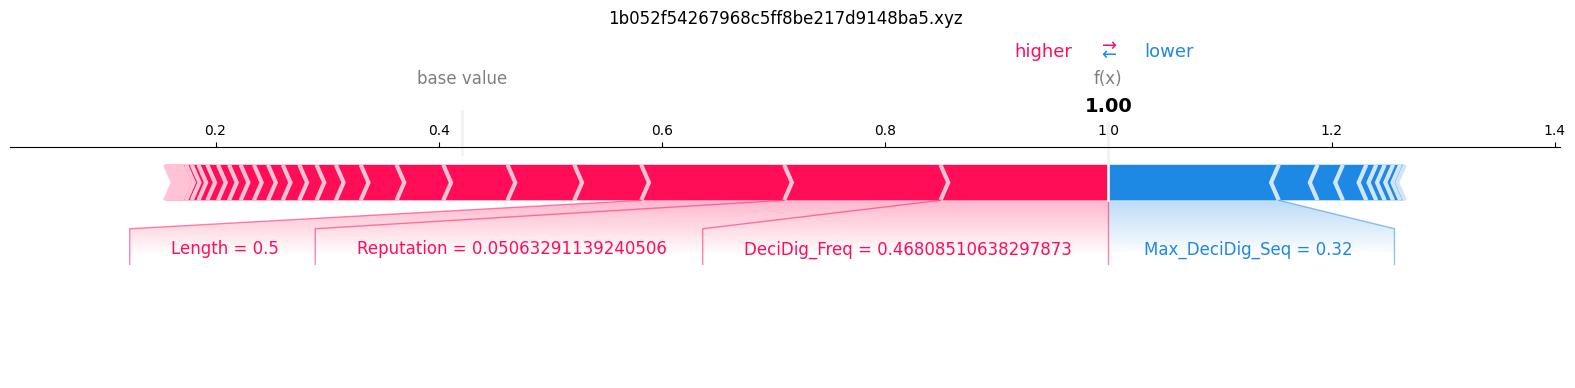 1b052f54267968c5ff8be217d9148ba5.xyz
higher ⇄ lower
base value f(x)
1.00
0.2 0.4 0.6 0.8 1.0 1.2 1.4
Length = 0.5 Reputation = 0.05063291139240506 DeciDig_Freq = 0.46808510638297873 Max_DeciDig_Seq = 0.32